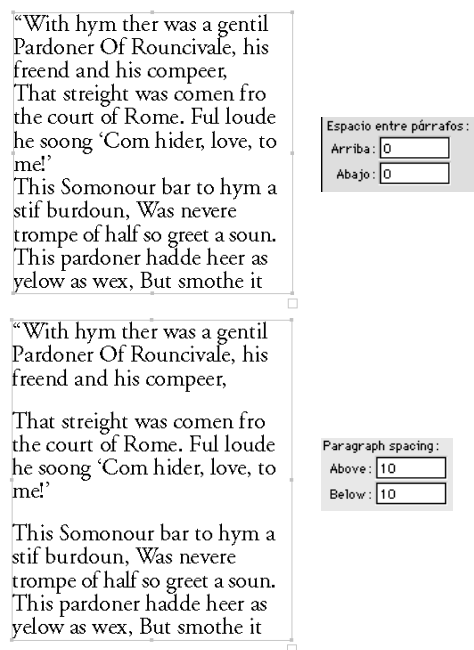 “With hym ther was a gentil
Pardoner Of Rouncivale, his
freend and his compeer,
That streight was comen fro
the court of Rome. Ful loude
he soong ‘Com hider, love, to
me!’
This Somonour bar to hym a
stif burdoun, Was nevere
trompe of half so greet a soun.
This pardoner hadde heer as
yelow as wex, But smothe it
Espacio entre párrafos:
Arriba: 0
Abajo: 0
“With hym ther was a gentil
Pardoner Of Rouncivale, his
freend and his compeer,
That streight was comen fro
the court of Rome. Ful loude
he soong ‘Com hider, love, to
me!’
This Somonour bar to hym a
stif burdoun, Was nevere
trompe of half so greet a soun.
This pardoner hadde heer as
yelow as wex, But smothe it
Paragraph spacing:
Above: 10
Below: 10